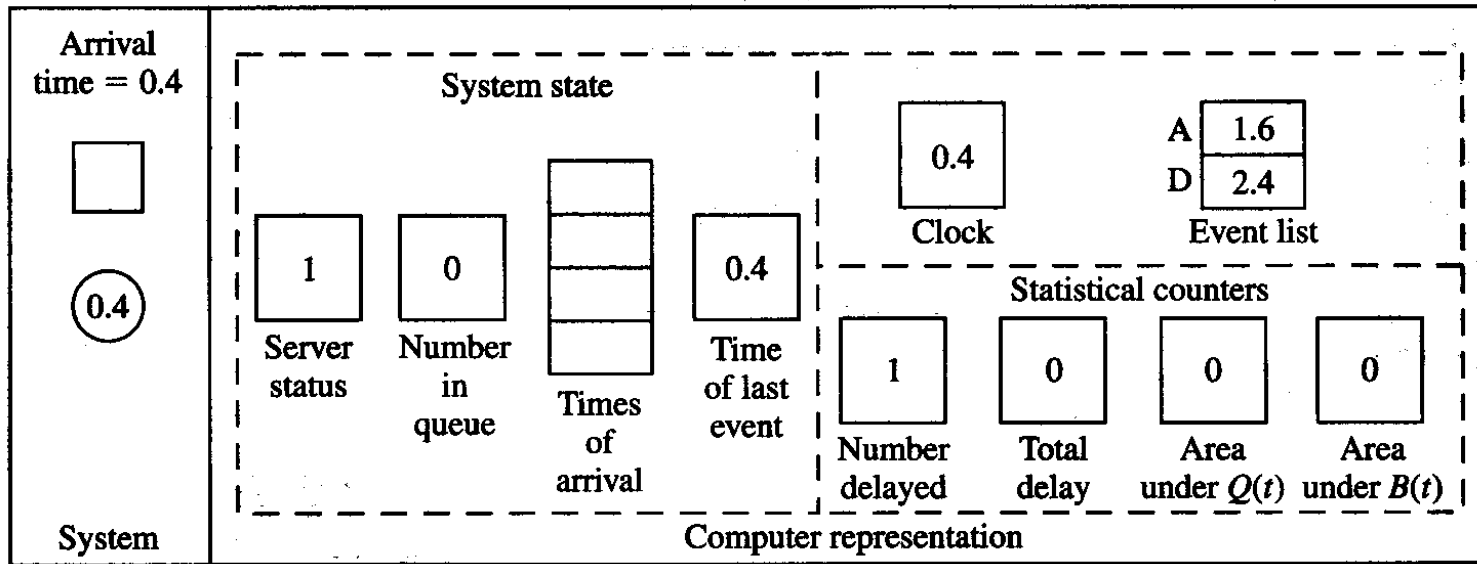 Arrival
time = 0.4
0.4
System
System state
1
Server
status
0
Number
in
queue
Times
of
arrival
0.4
Time
of last
event
0.4
Clock
A 1.6
D 2.4
Event list
Statistical counters
1
Number
delayed
0
Total
delay
0
Area
under Q(t)
0
Area
under B(t)
Computer representation